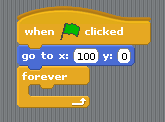 when clicked
go to x: 100 y: 0
forever